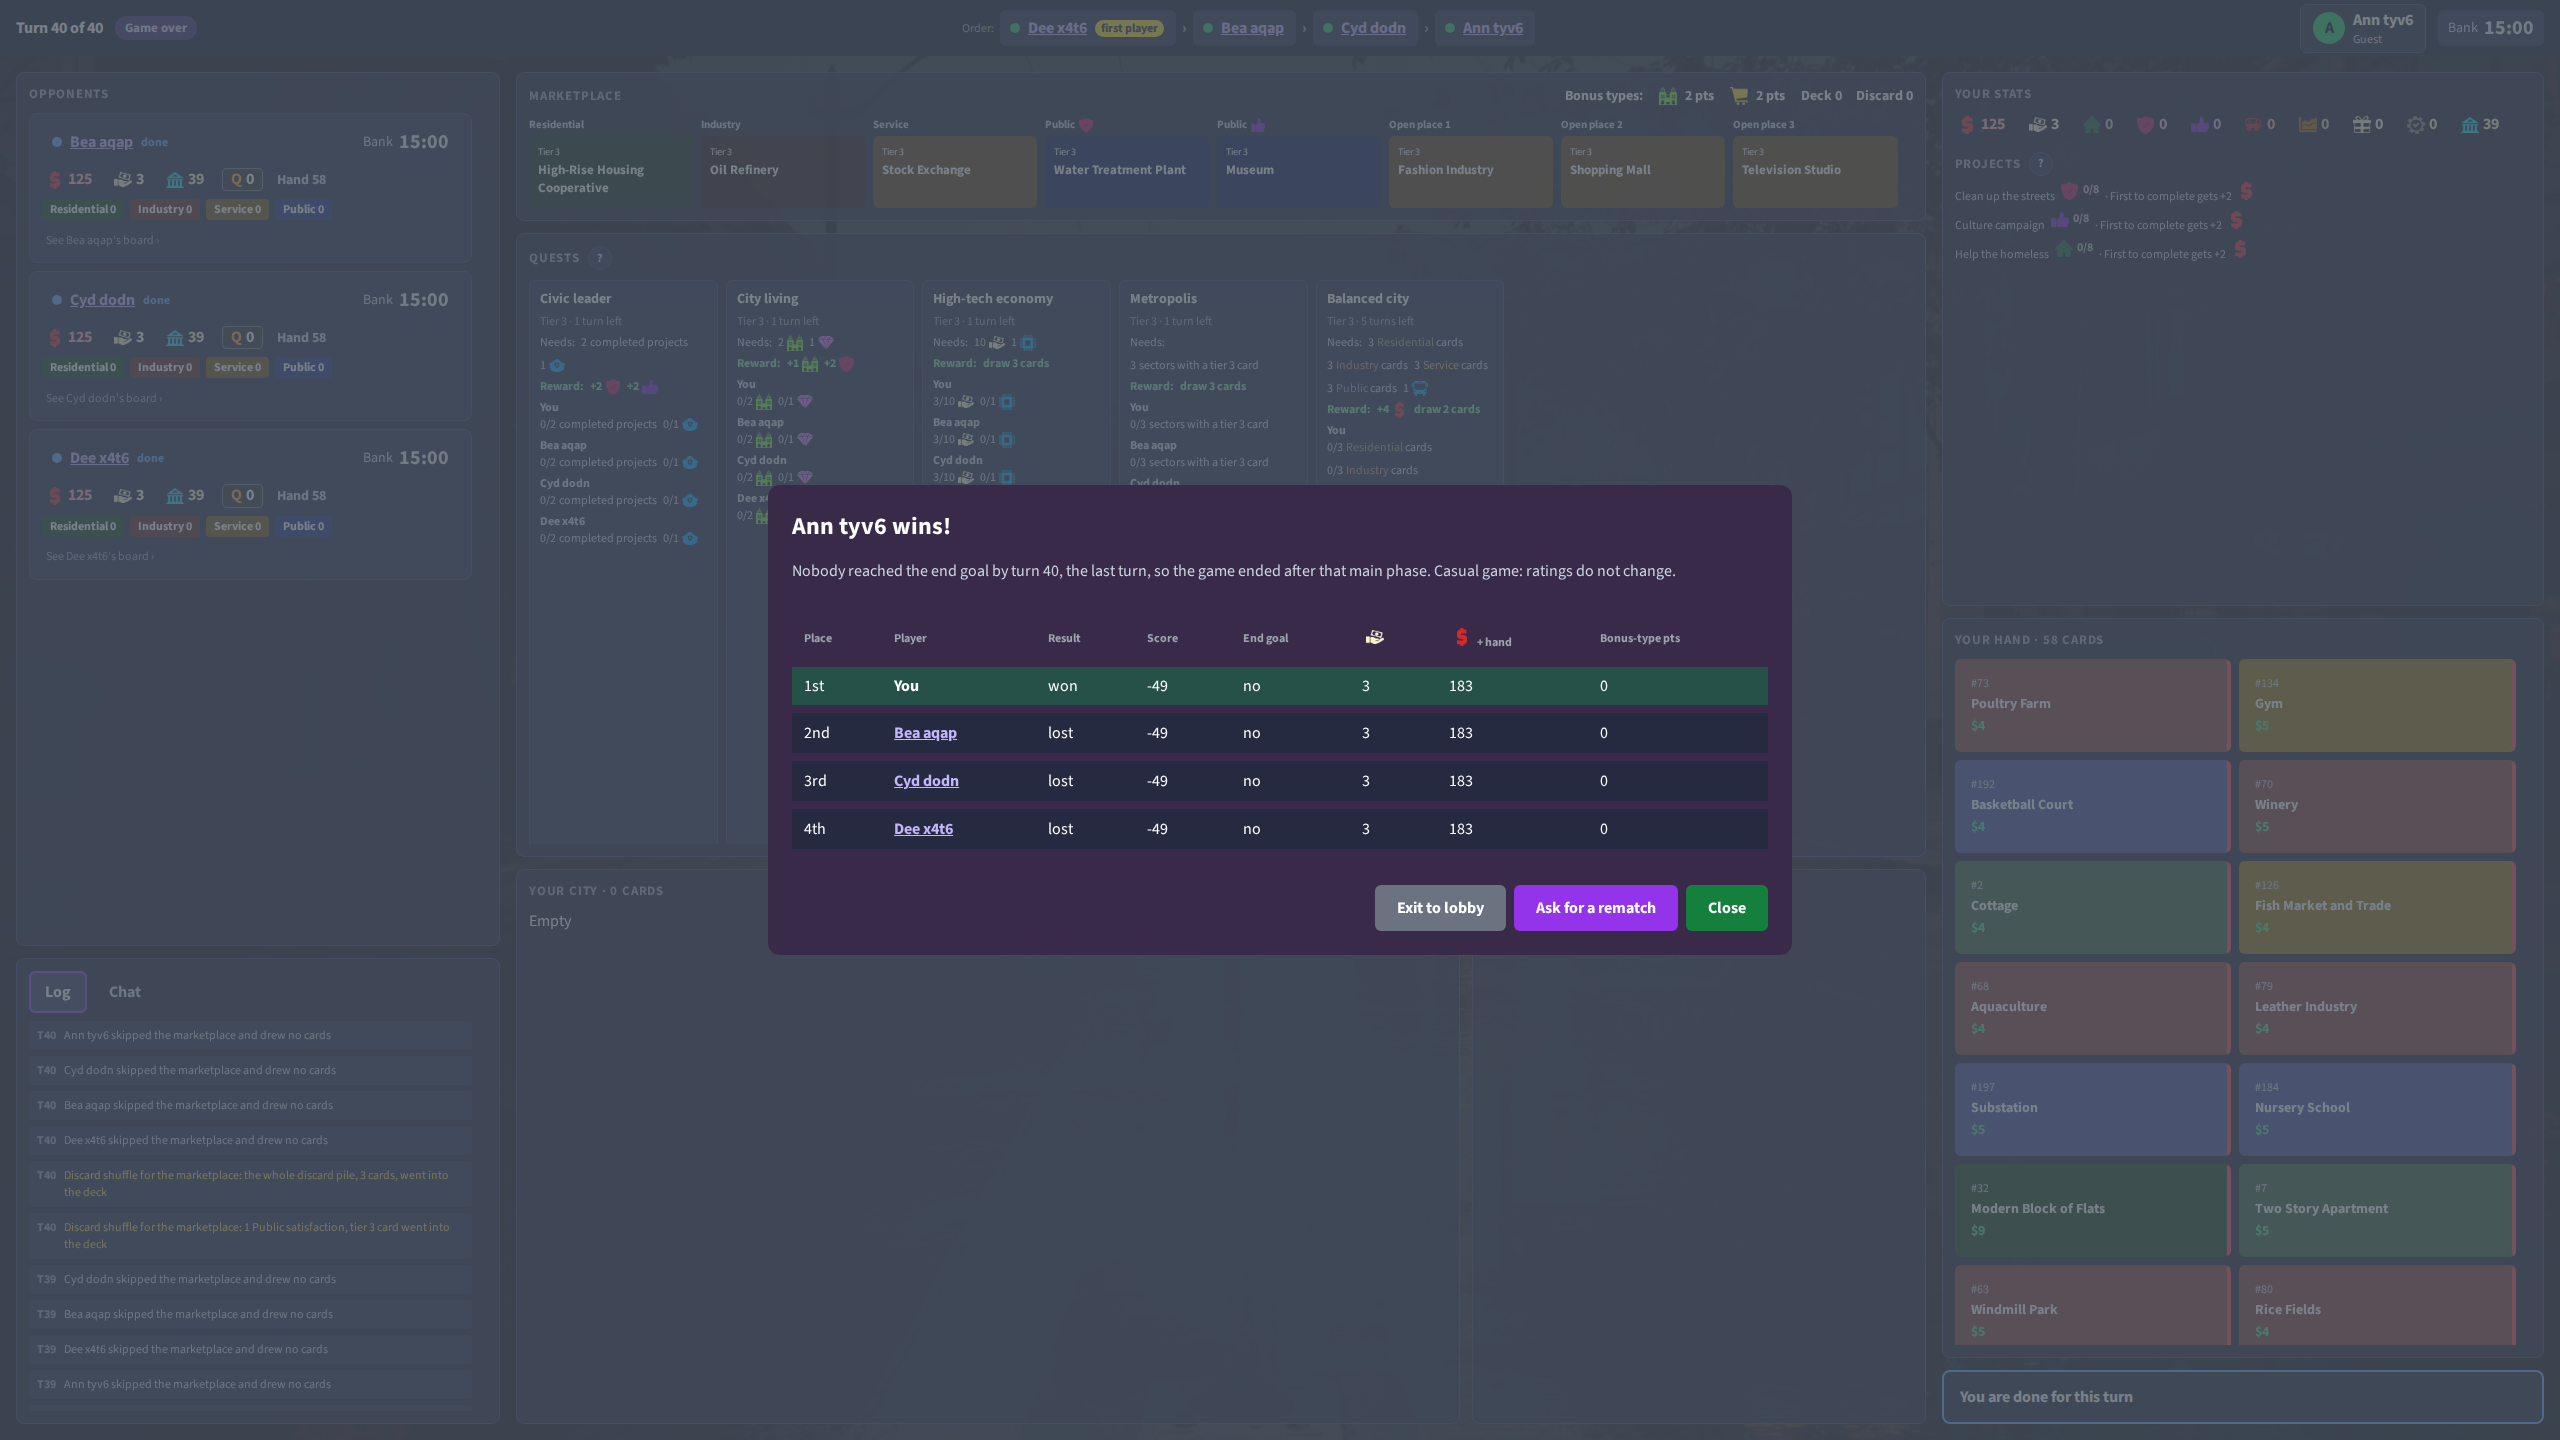 Turn 40 of 40 Game over
Order: Dee x4t6 first player › Bea aqap › Cyd dodn › Ann tyv6
A Ann tyv6
Guest
Bank 15:00
OPPONENTS
Bea aqap done Bank 15:00
125 3 39 Q 0 Hand 58
Residential 0 Industry 0 Service 0 Public 0
See Bea aqap's board ›
Cyd dodn done Bank 15:00
125 3 39 Q 0 Hand 58
Residential 0 Industry 0 Service 0 Public 0
See Cyd dodn's board ›
Dee x4t6 done Bank 15:00
125 3 39 Q 0 Hand 58
Residential 0 Industry 0 Service 0 Public 0
See Dee x4t6's board ›
Log Chat
T40 Ann tyv6 skipped the marketplace and drew no cards
T40 Cyd dodn skipped the marketplace and drew no cards
T40 Bea aqap skipped the marketplace and drew no cards
T40 Dee x4t6 skipped the marketplace and drew no cards
T40 Discard shuffle for the marketplace: the whole discard pile, 3 cards, went into
the deck
T40 Discard shuffle for the marketplace: 1 Public satisfaction, tier 3 card went into
the deck
T39 Cyd dodn skipped the marketplace and drew no cards
T39 Bea aqap skipped the marketplace and drew no cards
T39 Dee x4t6 skipped the marketplace and drew no cards
T39 Ann tyv6 skipped the marketplace and drew no cards
MARKETPLACE
Bonus types: 2 pts 2 pts Deck 0 Discard 0
Residential
Tier 3
High-Rise Housing
Cooperative
Industry
Tier 3
Oil Refinery
Service
Tier 3
Stock Exchange
Public
Tier 3
Water Treatment Plant
Public
Tier 3
Museum
Open place 1
Tier 3
Fashion Industry
Open place 2
Tier 3
Shopping Mall
Open place 3
Tier 3
Television Studio
QUESTS ?
Civic leader
Tier 3 · 1 turn left
Needs: 2 completed projects
1
Reward: +2 +2
You
0/2 completed projects 0/1
Bea aqap
0/2 completed projects 0/1
Cyd dodn
0/2 completed projects 0/1
Dee x4t6
0/2 completed projects 0/1
City living
Tier 3 · 1 turn left
Needs: 2 1
Reward: +1 +2
You
0/2 0/1
Bea aqap
0/2 0/1
Cyd dodn
0/2 0/1
Dee x4
0/2
High-tech economy
Tier 3 · 1 turn left
Needs: 10 1
Reward: draw 3 cards
You
3/10 0/1
Bea aqap
3/10 0/1
Cyd dodn
3/10 0/1
Metropolis
Tier 3 · 1 turn left
Needs:
3 sectors with a tier 3 card
Reward: draw 3 cards
You
0/3 sectors with a tier 3 card
Bea aqap
0/3 sectors with a tier 3 card
Cyd dodn
Balanced city
Tier 3 · 5 turns left
Needs: 3 Residential cards
3 Industry cards 3 Service cards
3 Public cards 1
Reward: +4 draw 2 cards
You
0/3 Residential cards
0/3 Industry cards
Ann tyv6 wins!
Nobody reached the end goal by turn 40, the last turn, so the game ended after that main phase. Casual game: ratings do not change.
Place Player Result Score End goal + hand Bonus-type pts
1st You won -49 no 3 183 0
2nd Bea aqap lost -49 no 3 183 0
3rd Cyd dodn lost -49 no 3 183 0
4th Dee x4t6 lost -49 no 3 183 0
Exit to lobby Ask for a rematch Close
YOUR CITY · 0 CARDS
Empty
YOUR STATS
125 3 0 0 0 0 0 0 0 39
PROJECTS ?
Clean up the streets 0/8 · First to complete gets +2
Culture campaign 0/8 · First to complete gets +2
Help the homeless 0/8 · First to complete gets +2
YOUR HAND · 58 CARDS
#73
Poultry Farm
$4
#134
Gym
$5
#192
Basketball Court
$4
#70
Winery
$5
#2
Cottage
$4
#126
Fish Market and Trade
$4
#68
Aquaculture
$4
#79
Leather Industry
$4
#197
Substation
$5
#184
Nursery School
$5
#32
Modern Block of Flats
$9
#7
Two Story Apartment
$5
#63
Windmill Park
$5
#80
Rice Fields
$4
You are done for this turn